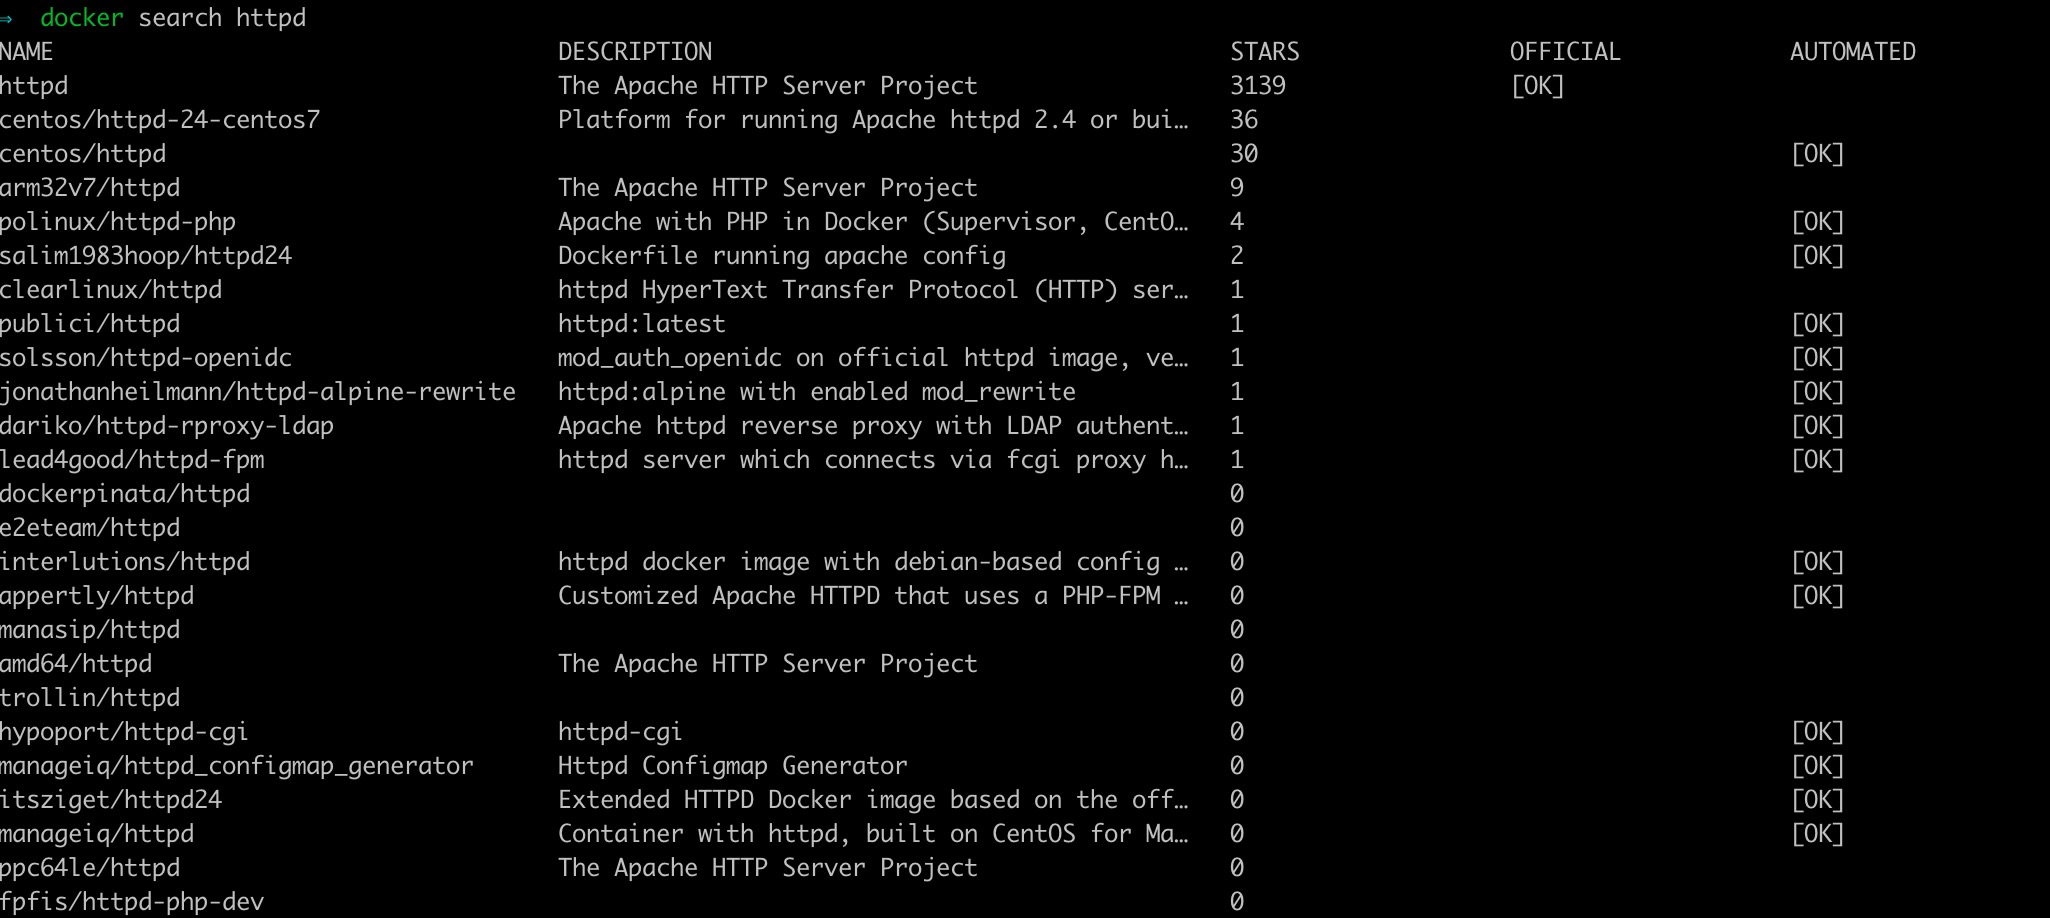 ⇒ docker search httpd
NAME DESCRIPTION STARS OFFICIAL AUTOMATED
httpd The Apache HTTP Server Project 3139 [OK]
centos/httpd-24-centos7 Platform for running Apache httpd 2.4 or bui… 36
centos/httpd 30 [OK]
arm32v7/httpd The Apache HTTP Server Project 9
polinux/httpd-php Apache with PHP in Docker (Supervisor, CentO… 4 [OK]
salim1983hoop/httpd24 Dockerfile running apache config 2 [OK]
clearlinux/httpd httpd HyperText Transfer Protocol (HTTP) ser… 1
publici/httpd httpd:latest 1 [OK]
solsson/httpd-openidc mod_auth_openidc on official httpd image, ve… 1 [OK]
jonathanheilmann/httpd-alpine-rewrite httpd:alpine with enabled mod_rewrite 1 [OK]
dariko/httpd-rproxy-ldap Apache httpd reverse proxy with LDAP authent… 1 [OK]
lead4good/httpd-fpm httpd server which connects via fcgi proxy h… 1 [OK]
dockerpinata/httpd 0
e2eteam/httpd 0
interlutions/httpd httpd docker image with debian-based config … 0 [OK]
appertly/httpd Customized Apache HTTPD that uses a PHP-FPM … 0 [OK]
manasip/httpd 0
amd64/httpd The Apache HTTP Server Project 0
trollin/httpd 0
hypoport/httpd-cgi httpd-cgi 0 [OK]
manageiq/httpd_configmap_generator Httpd Configmap Generator 0 [OK]
itsziget/httpd24 Extended HTTPD Docker image based on the off… 0 [OK]
manageiq/httpd Container with httpd, built on CentOS for Ma… 0 [OK]
ppc64le/httpd The Apache HTTP Server Project 0
fpfis/httpd-php-dev 0